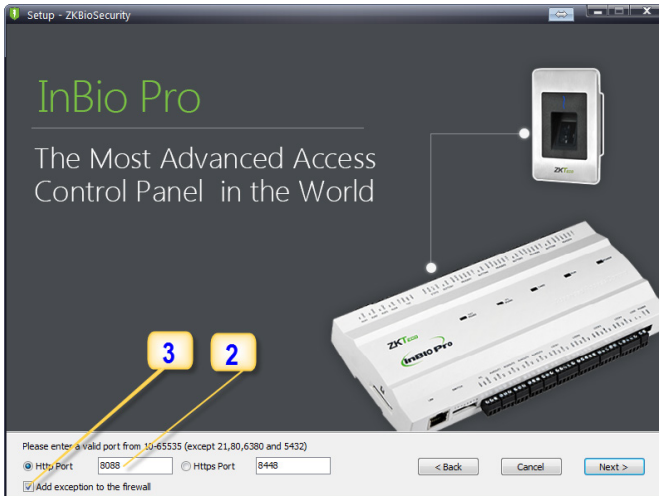 Setup - ZKBioSecurity
InBio Pro
The Most Advanced Access
Control Panel in the World
ZKTeco
ZKTeco
InBio Pro
3
2
Please enter a valid port from 10-65535 (except 21,80,6380 and 5432)
Http Port 8088 Https Port 8448
< Back Cancel Next >
Add exception to the firewall